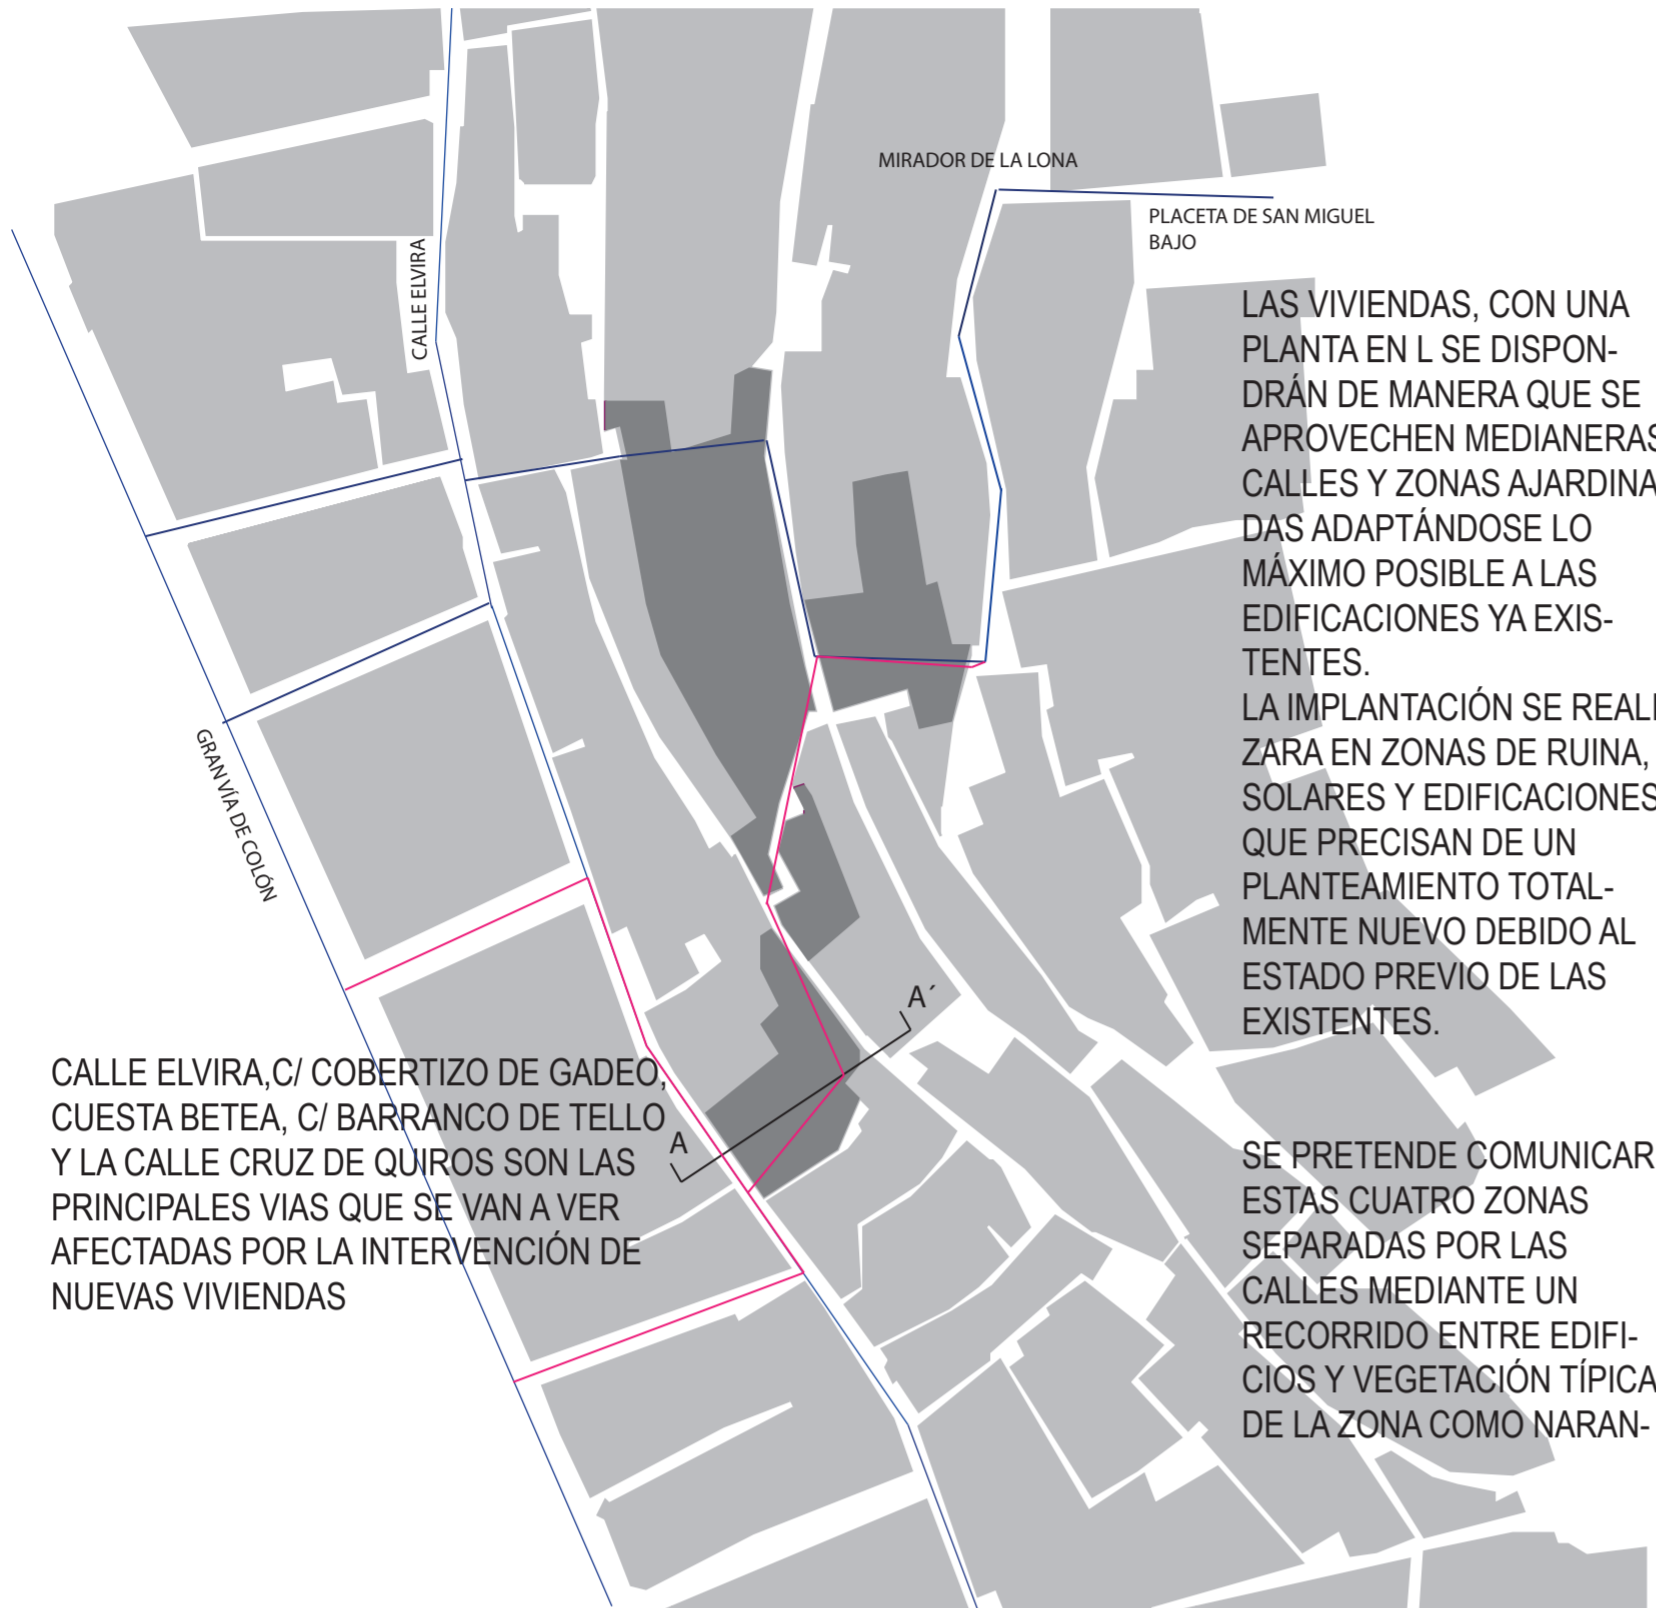 MIRADOR DE LA LONA
PLACETA DE SAN MIGUEL
BAJO
CALLE ELVIRA
GRAN VÍA DE COLÓN
LAS VIVIENDAS, CON UNA
PLANTA EN L SE DISPON-
DRÁN DE MANERA QUE SE
APROVECHEN MEDIANERAS
CALLES Y ZONAS AJARDINA
DAS ADAPTÁNDOSE LO
MÁXIMO POSIBLE A LAS
EDIFICACIONES YA EXIS-
TENTES.
LA IMPLANTACIÓN SE REALI
ZARA EN ZONAS DE RUINA,
SOLARES Y EDIFICACIONES
QUE PRECISAN DE UN
PLANTEAMIENTO TOTAL-
MENTE NUEVO DEBIDO AL
ESTADO PREVIO DE LAS
EXISTENTES.
A´
A
CALLE ELVIRA,C/ COBERTIZO DE GADEO,
CUESTA BETEA, C/ BARRANCO DE TELLO
Y LA CALLE CRUZ DE QUIROS SON LAS
PRINCIPALES VIAS QUE SE VAN A VER
AFECTADAS POR LA INTERVENCIÓN DE
NUEVAS VIVIENDAS
SE PRETENDE COMUNICAR
ESTAS CUATRO ZONAS
SEPARADAS POR LAS
CALLES MEDIANTE UN
RECORRIDO ENTRE EDIFI-
CIOS Y VEGETACIÓN TÍPICA
DE LA ZONA COMO NARAN-